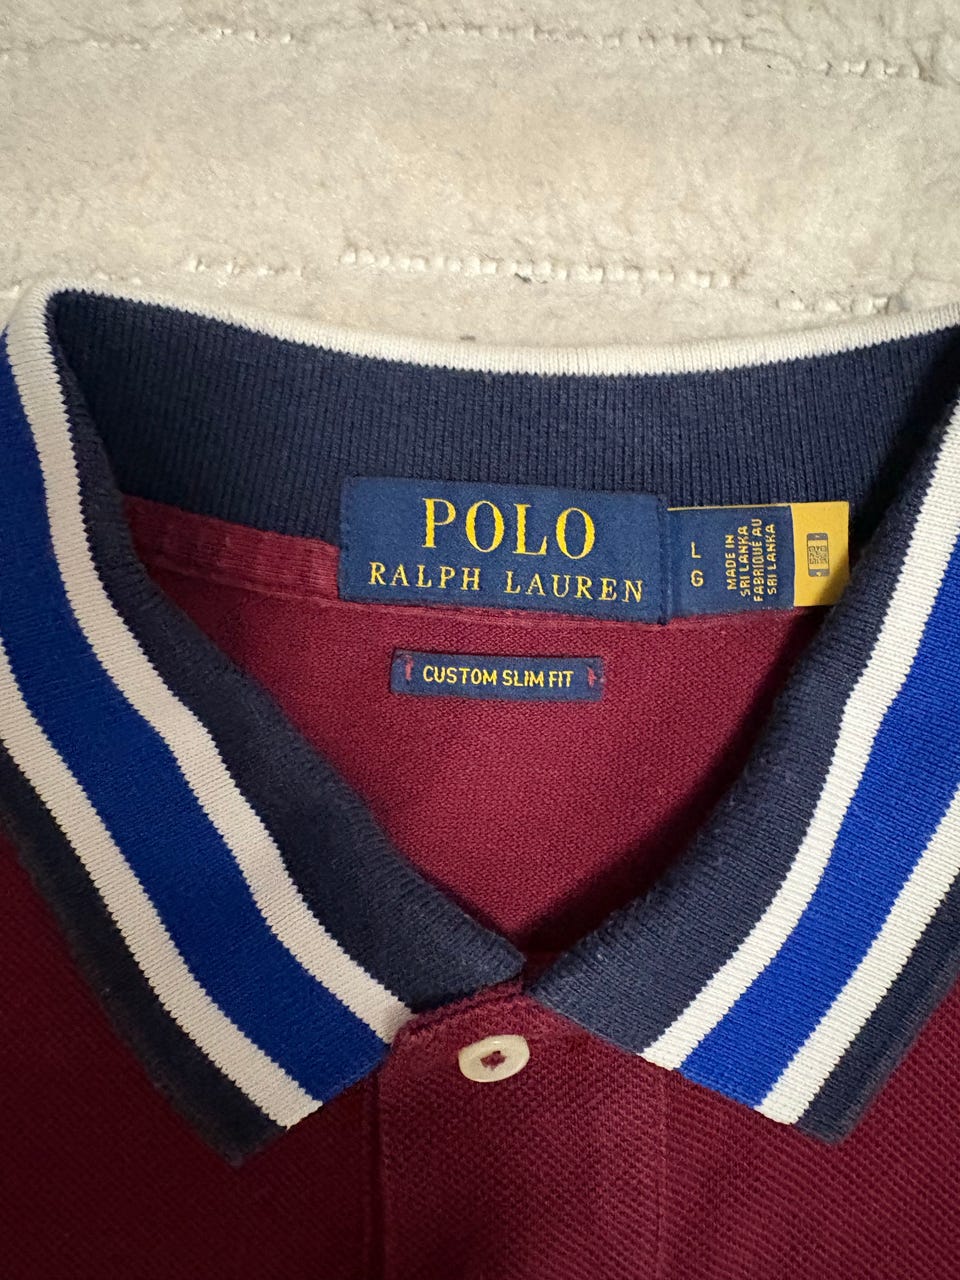 POLO
RALPH LAUREN
L
G
MADE IN
SRI LANKA
FABRIQUÉ AU
SRI LANKA
CUSTOM SLIM FIT